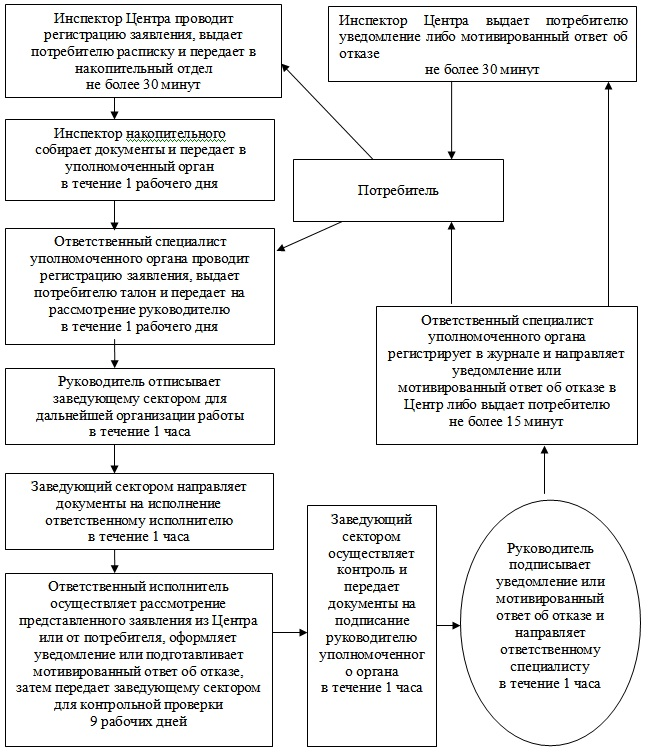 Инспектор Центра проводит
регистрацию заявления, выдает
потребителю расписку и передает в
накопительный отдел
не более 30 минут
Инспектор Центра выдает потребителю
уведомление либо мотивированный ответ об
отказе
не более 30 минут
Инспектор накопительного
собирает документы и передает в
уполномоченный орган
в течение 1 рабочего дня
Потребитель
Ответственный специалист
уполномоченного органа проводит
регистрацию заявления, выдает
потребителю талон и передает на
рассмотрение руководителю
в течение 1 рабочего дня
Ответственный специалист
уполномоченного органа
регистрирует в журнале и направляет
уведомление или
мотивированный ответ об отказе в
Центр либо выдает потребителю
не более 15 минут
Руководитель отписывает
заведующему сектором для
дальнейшей организации работы
в течение 1 часа
Заведующий сектором направляет
документы на исполнение
ответственному исполнителю
в течение 1 часа
Ответственный исполнитель
осуществляет рассмотрение
представленного заявления из Центра
или от потребителя, оформляет
уведомление или подготавливает
мотивированный ответ об отказе,
затем передает заведующему сектором
для контрольной проверки
9 рабочих дней
Заведующий
сектором
осуществляет
контроль и
передает
документы на
подписание
руководителю
уполномоченног
о органа
в течение 1 часа
Руководитель
подписывает
уведомление или
мотивированный
ответ об отказе и
направляет
ответственному
специалисту
в течение 1 часа